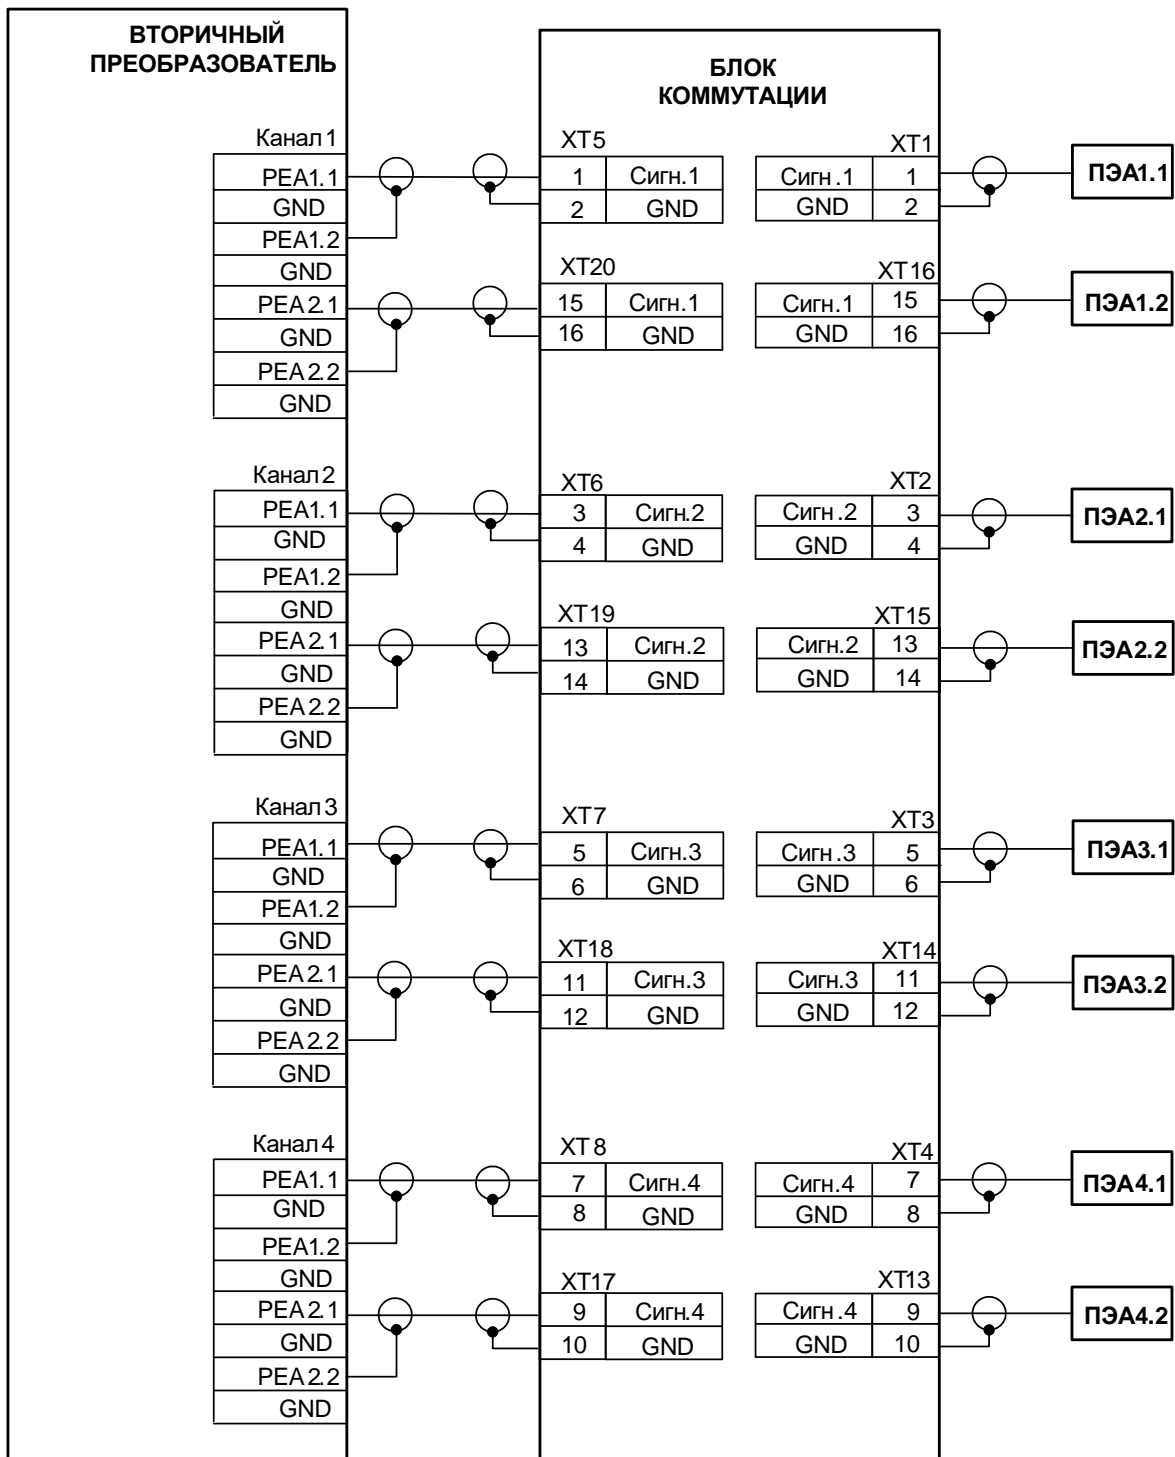 ВТОРИЧНЫЙ
ПРЕОБРАЗОВАТЕЛЬ
БЛОК
КОММУТАЦИИ
Канал 1
PEA1.1
GND
PEA1.2
GND
PEA2.1
GND
PEA2.2
GND
XT5
1 Сигн.1
2 GND
XT1
Сигн.1 1
GND 2
ПЭА1.1
XT20
15 Сигн.1
16 GND
XT16
Сигн.1 15
GND 16
ПЭА1.2
Канал 2
PEA1.1
GND
PEA1.2
GND
PEA2.1
GND
PEA2.2
GND
XT6
3 Сигн.2
4 GND
XT2
Сигн.2 3
GND 4
ПЭА2.1
XT19
13 Сигн.2
14 GND
XT15
Сигн.2 13
GND 14
ПЭА2.2
Канал 3
PEA1.1
GND
PEA1.2
GND
PEA2.1
GND
PEA2.2
GND
XT7
5 Сигн.3
6 GND
XT3
Сигн.3 5
GND 6
ПЭА3.1
XT18
11 Сигн.3
12 GND
XT14
Сигн.3 11
GND 12
ПЭА3.2
Канал 4
PEA1.1
GND
PEA1.2
GND
PEA2.1
GND
PEA2.2
GND
XT8
7 Сигн.4
8 GND
XT4
Сигн.4 7
GND 8
ПЭА4.1
XT17
9 Сигн.4
10 GND
XT13
Сигн.4 9
GND 10
ПЭА4.2